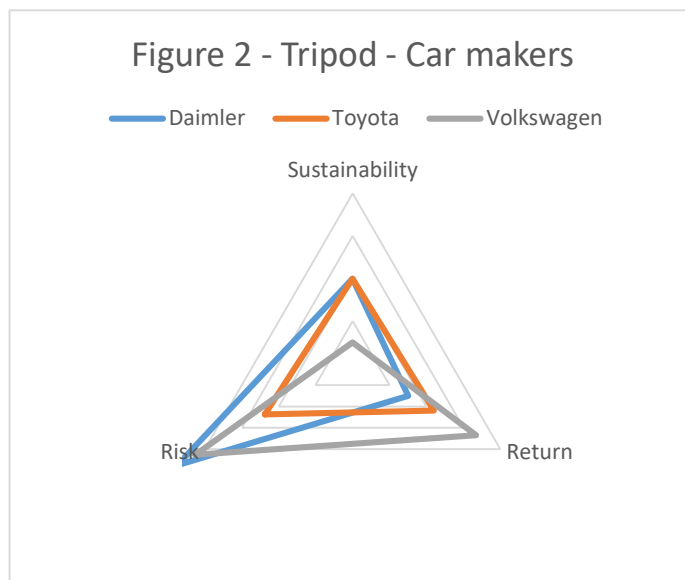 Figure 2 - Tripod - Car makers
Daimler Toyota Volkswagen
Sustainability
Risk Return